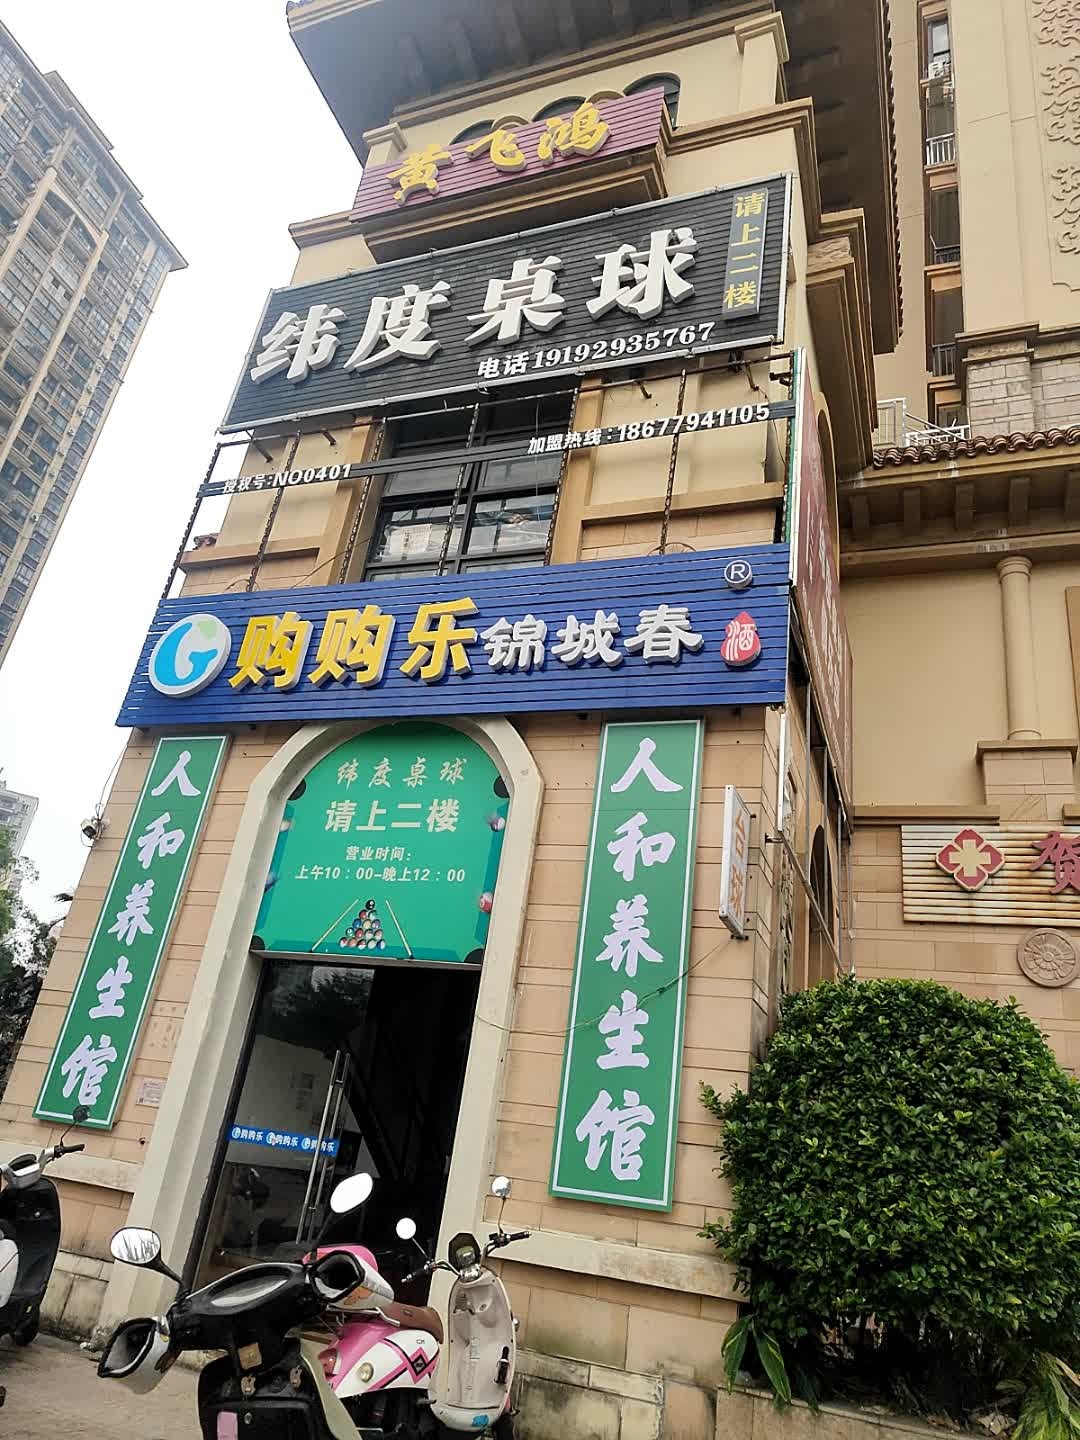 黄飞鸿
纬度桌球
请上二楼
电话19192935767
授权号:NO0401
加盟热线:18677941105
购购乐锦城春
酒
®
人和养生馆
纬度桌球
请上二楼
营业时间:
上午10:00-晚上12:00
人和养生馆
购购乐 购购乐 购购乐
贺